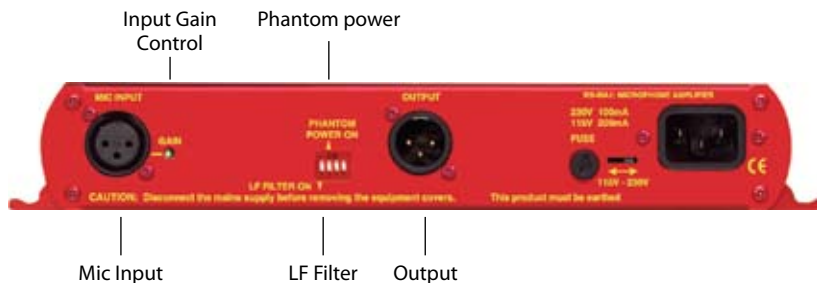 Input Gain
Control
Phantom power
MIC INPUT
GAIN
PHANTOM
POWER ON
LF FILTER ON
OUTPUT
RB-MA1 MICROPHONE AMPLIFIER
230V 100mA
115V 200mA
FUSE
115V - 230V
CE
CAUTION: Disconnect the mains supply before removing the equipment covers.
This product must be earthed
Mic Input
LF Filter
Output